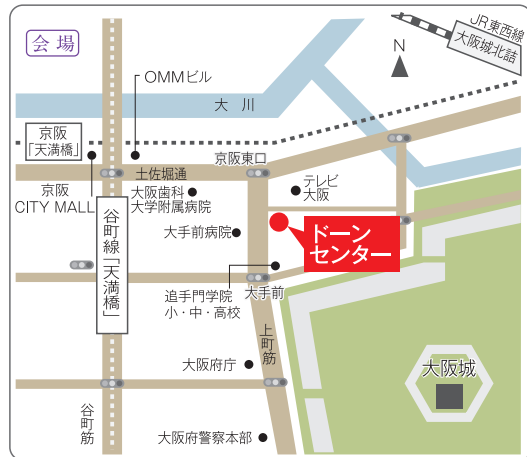 会場
JR東西線
大阪城北詰
N
OMMビル
大川
京阪
「天満橋」
京阪東口
土佐堀通
テレビ
大阪
京阪
CITY MALL
大阪歯科
大学附属病院
谷町線「天満橋」
大手前病院
ドーン
センター
追手門学院
小・中・高校
大手前
上町筋
大阪府庁
大阪城
谷町筋
大阪府警察本部